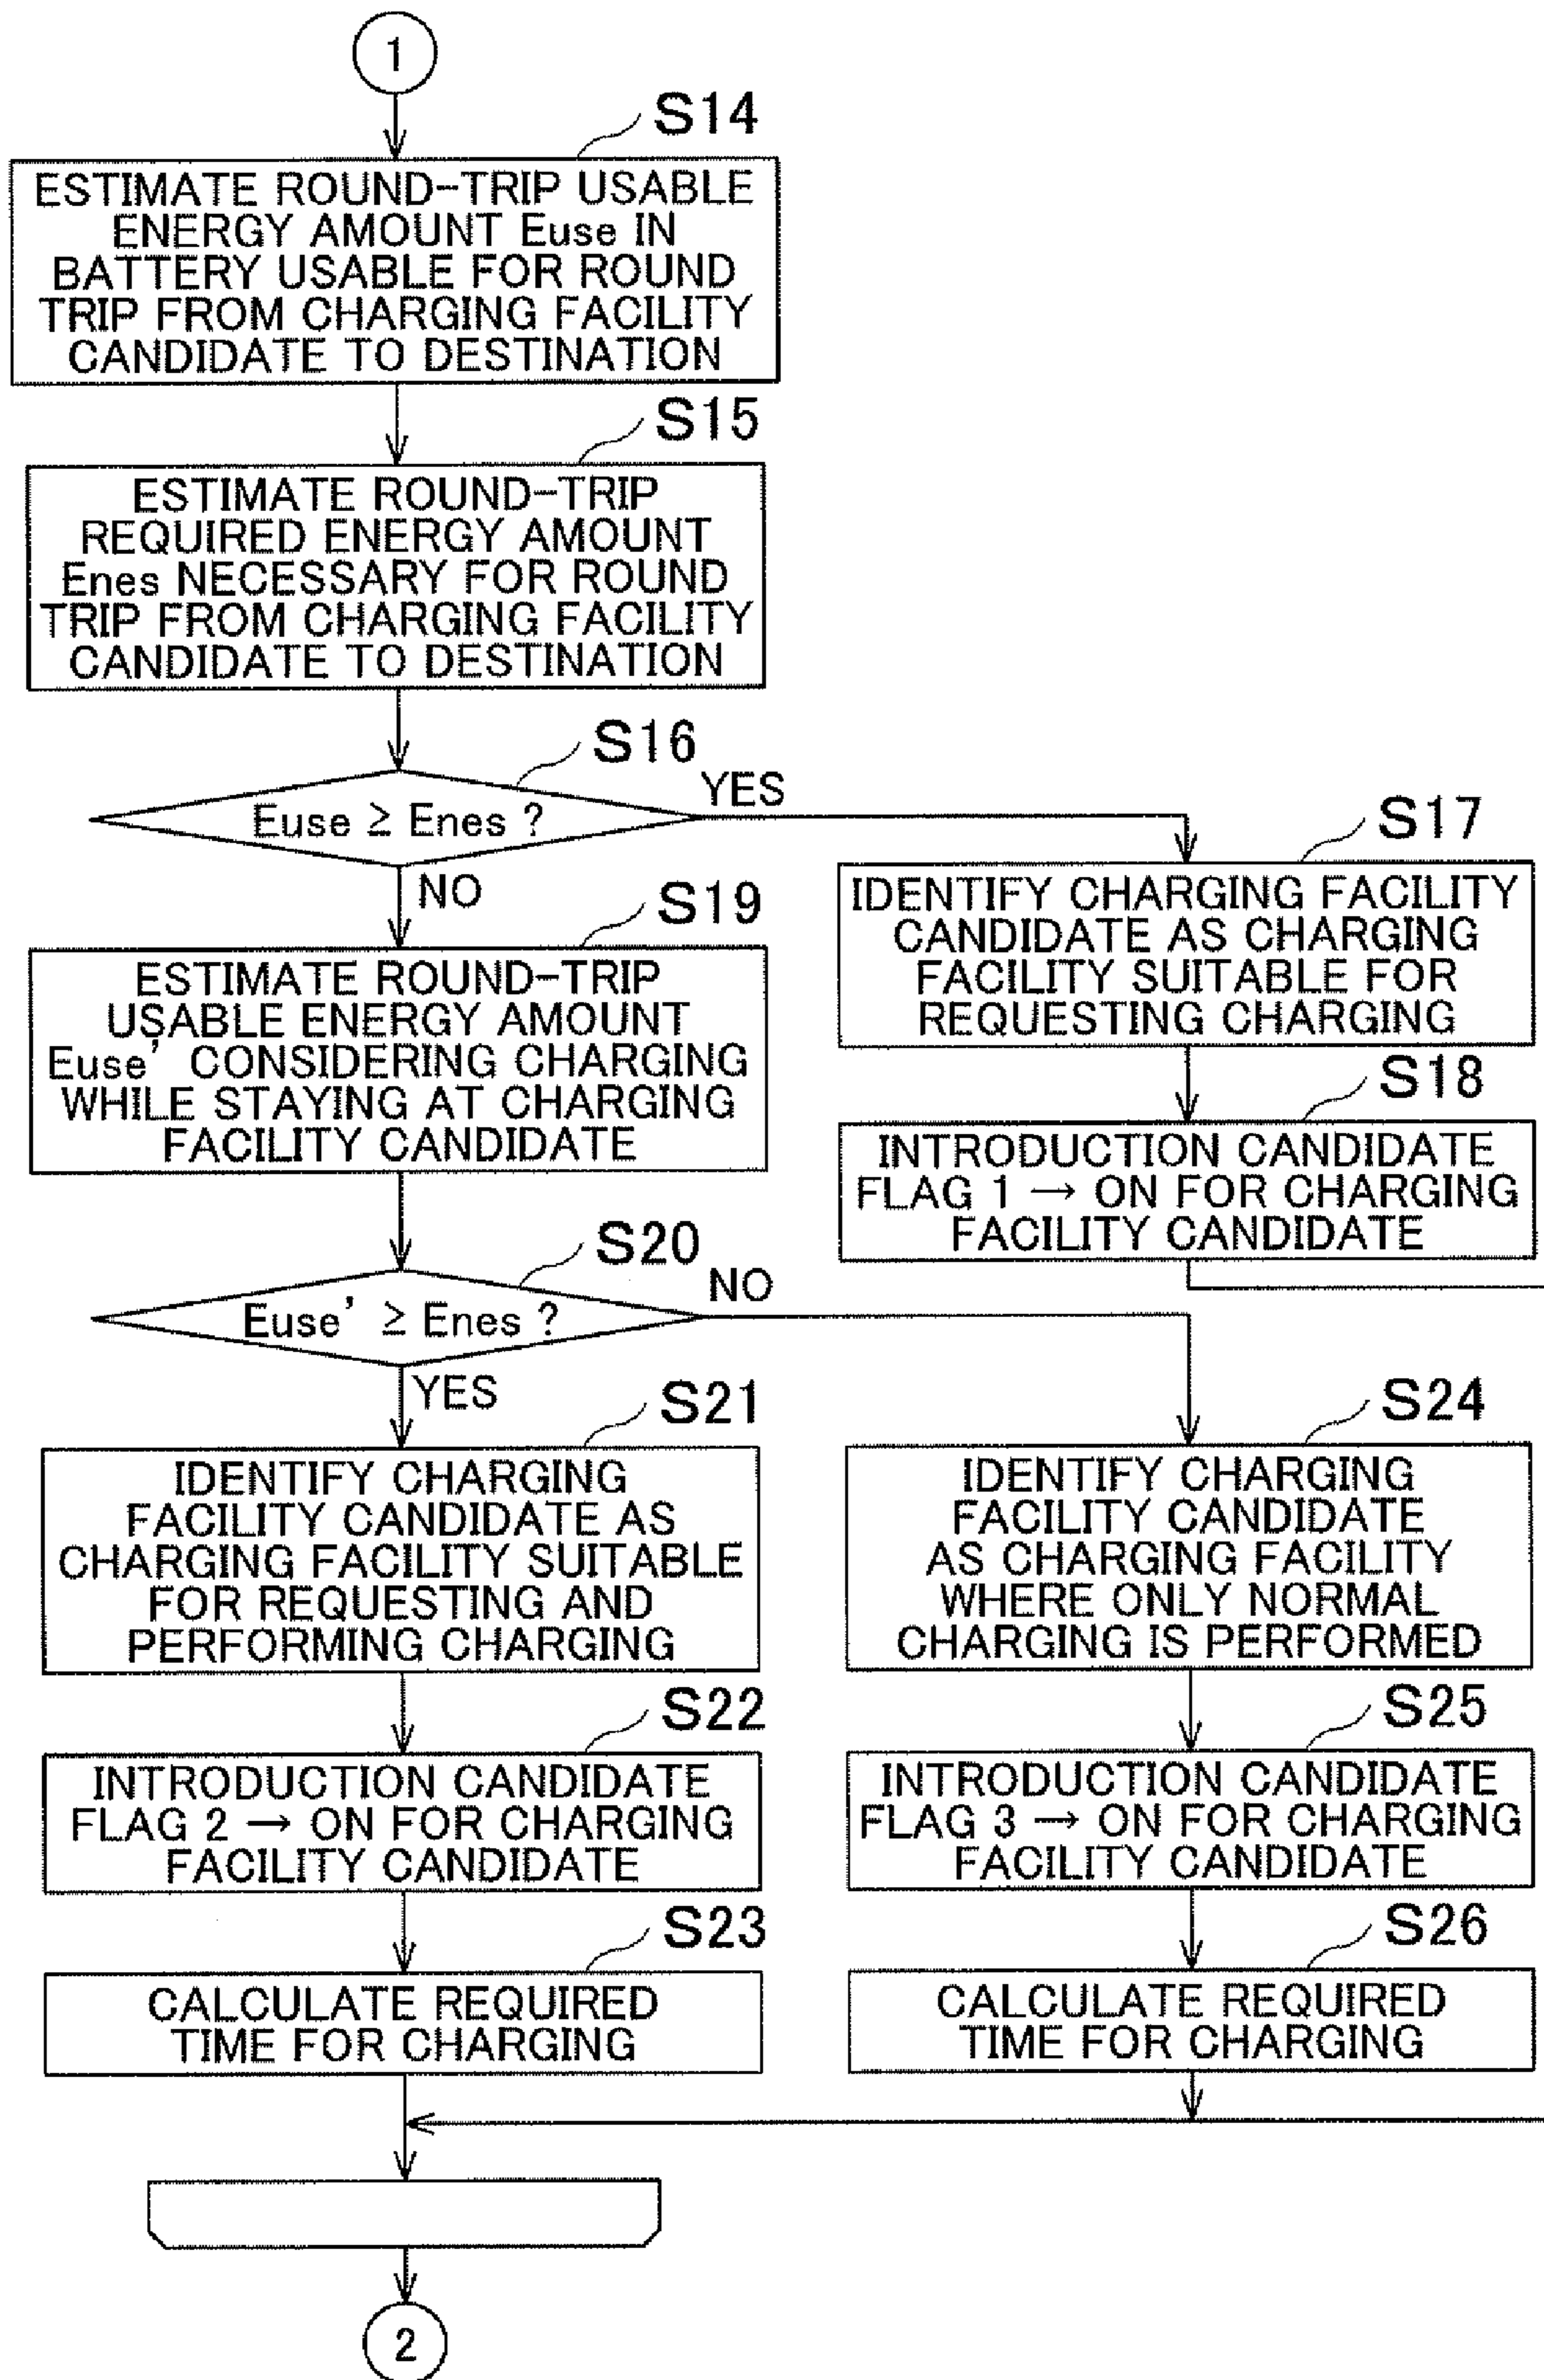 1
S14
ESTIMATE ROUND-TRIP USABLE
ENERGY AMOUNT Euse IN
BATTERY USABLE FOR ROUND
TRIP FROM CHARGING FACILITY
CANDIDATE TO DESTINATION
S15
ESTIMATE ROUND-TRIP
REQUIRED ENERGY AMOUNT
Enes NECESSARY FOR ROUND
TRIP FROM CHARGING FACILITY
CANDIDATE TO DESTINATION
S16
Euse ≥ Enes ?
YES
NO
S17
IDENTIFY CHARGING FACILITY
CANDIDATE AS CHARGING
FACILITY SUITABLE FOR
REQUESTING CHARGING
S18
INTRODUCTION CANDIDATE
FLAG 1 → ON FOR CHARGING
FACILITY CANDIDATE
S19
ESTIMATE ROUND-TRIP
USABLE ENERGY AMOUNT
Euse' CONSIDERING CHARGING
WHILE STAYING AT CHARGING
FACILITY CANDIDATE
S20
Euse' ≥ Enes ?
NO
YES
S21
IDENTIFY CHARGING
FACILITY CANDIDATE AS
CHARGING FACILITY SUITABLE
FOR REQUESTING AND
PERFORMING CHARGING
S22
INTRODUCTION CANDIDATE
FLAG 2 → ON FOR CHARGING
FACILITY CANDIDATE
S23
CALCULATE REQUIRED
TIME FOR CHARGING
S24
IDENTIFY CHARGING
FACILITY CANDIDATE
AS CHARGING FACILITY
WHERE ONLY NORMAL
CHARGING IS PERFORMED
S25
INTRODUCTION CANDIDATE
FLAG 3 → ON FOR CHARGING
FACILITY CANDIDATE
S26
CALCULATE REQUIRED
TIME FOR CHARGING
2